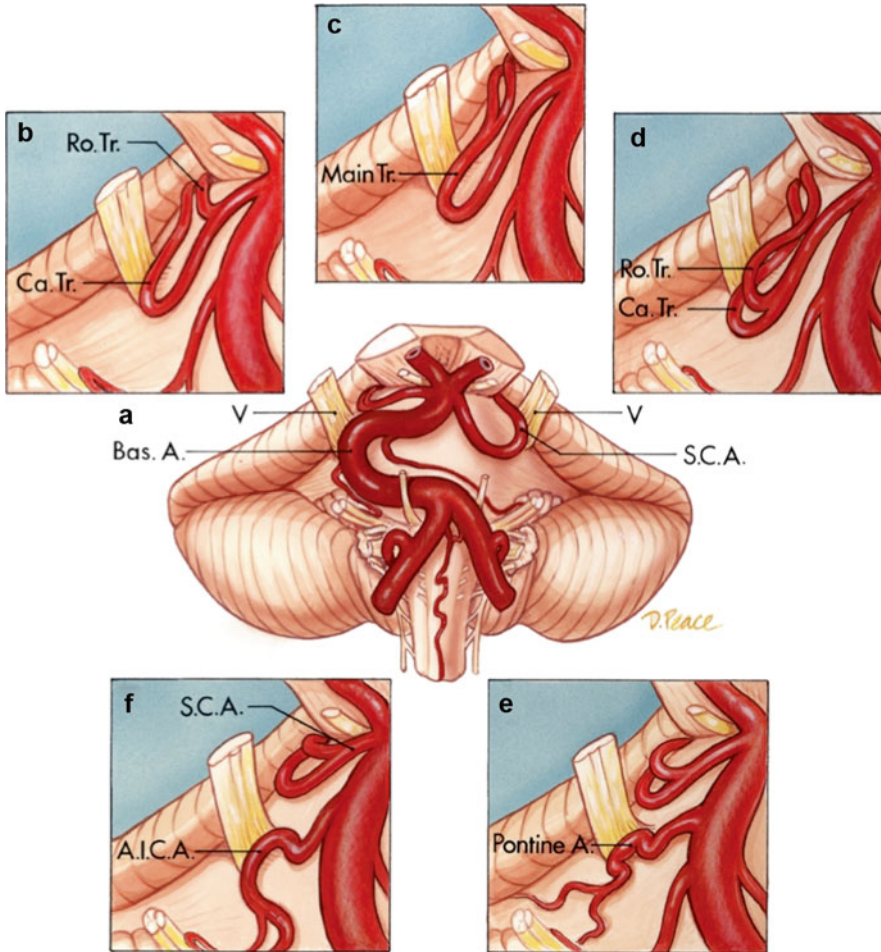 c
Main Tr.
b
Ro.Tr.
Ca.Tr.
d
Ro.Tr.
Ca.Tr.
a
V
V
Bas. A.
S.C.A.
D. Peace
f
S.C.A.
A.I.C.A.
e
Pontine A.